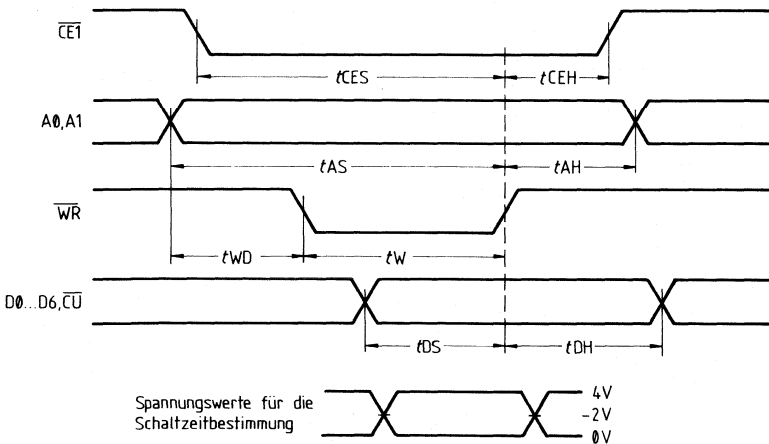 CE1
tCES
tCEH
A0,A1
tAS
tAH
WR
tWD
tW
D0...D6,CU
tDS
tDH
Spannungswerte für die
Schaltzeitbestimmung
4V
-2V
0V